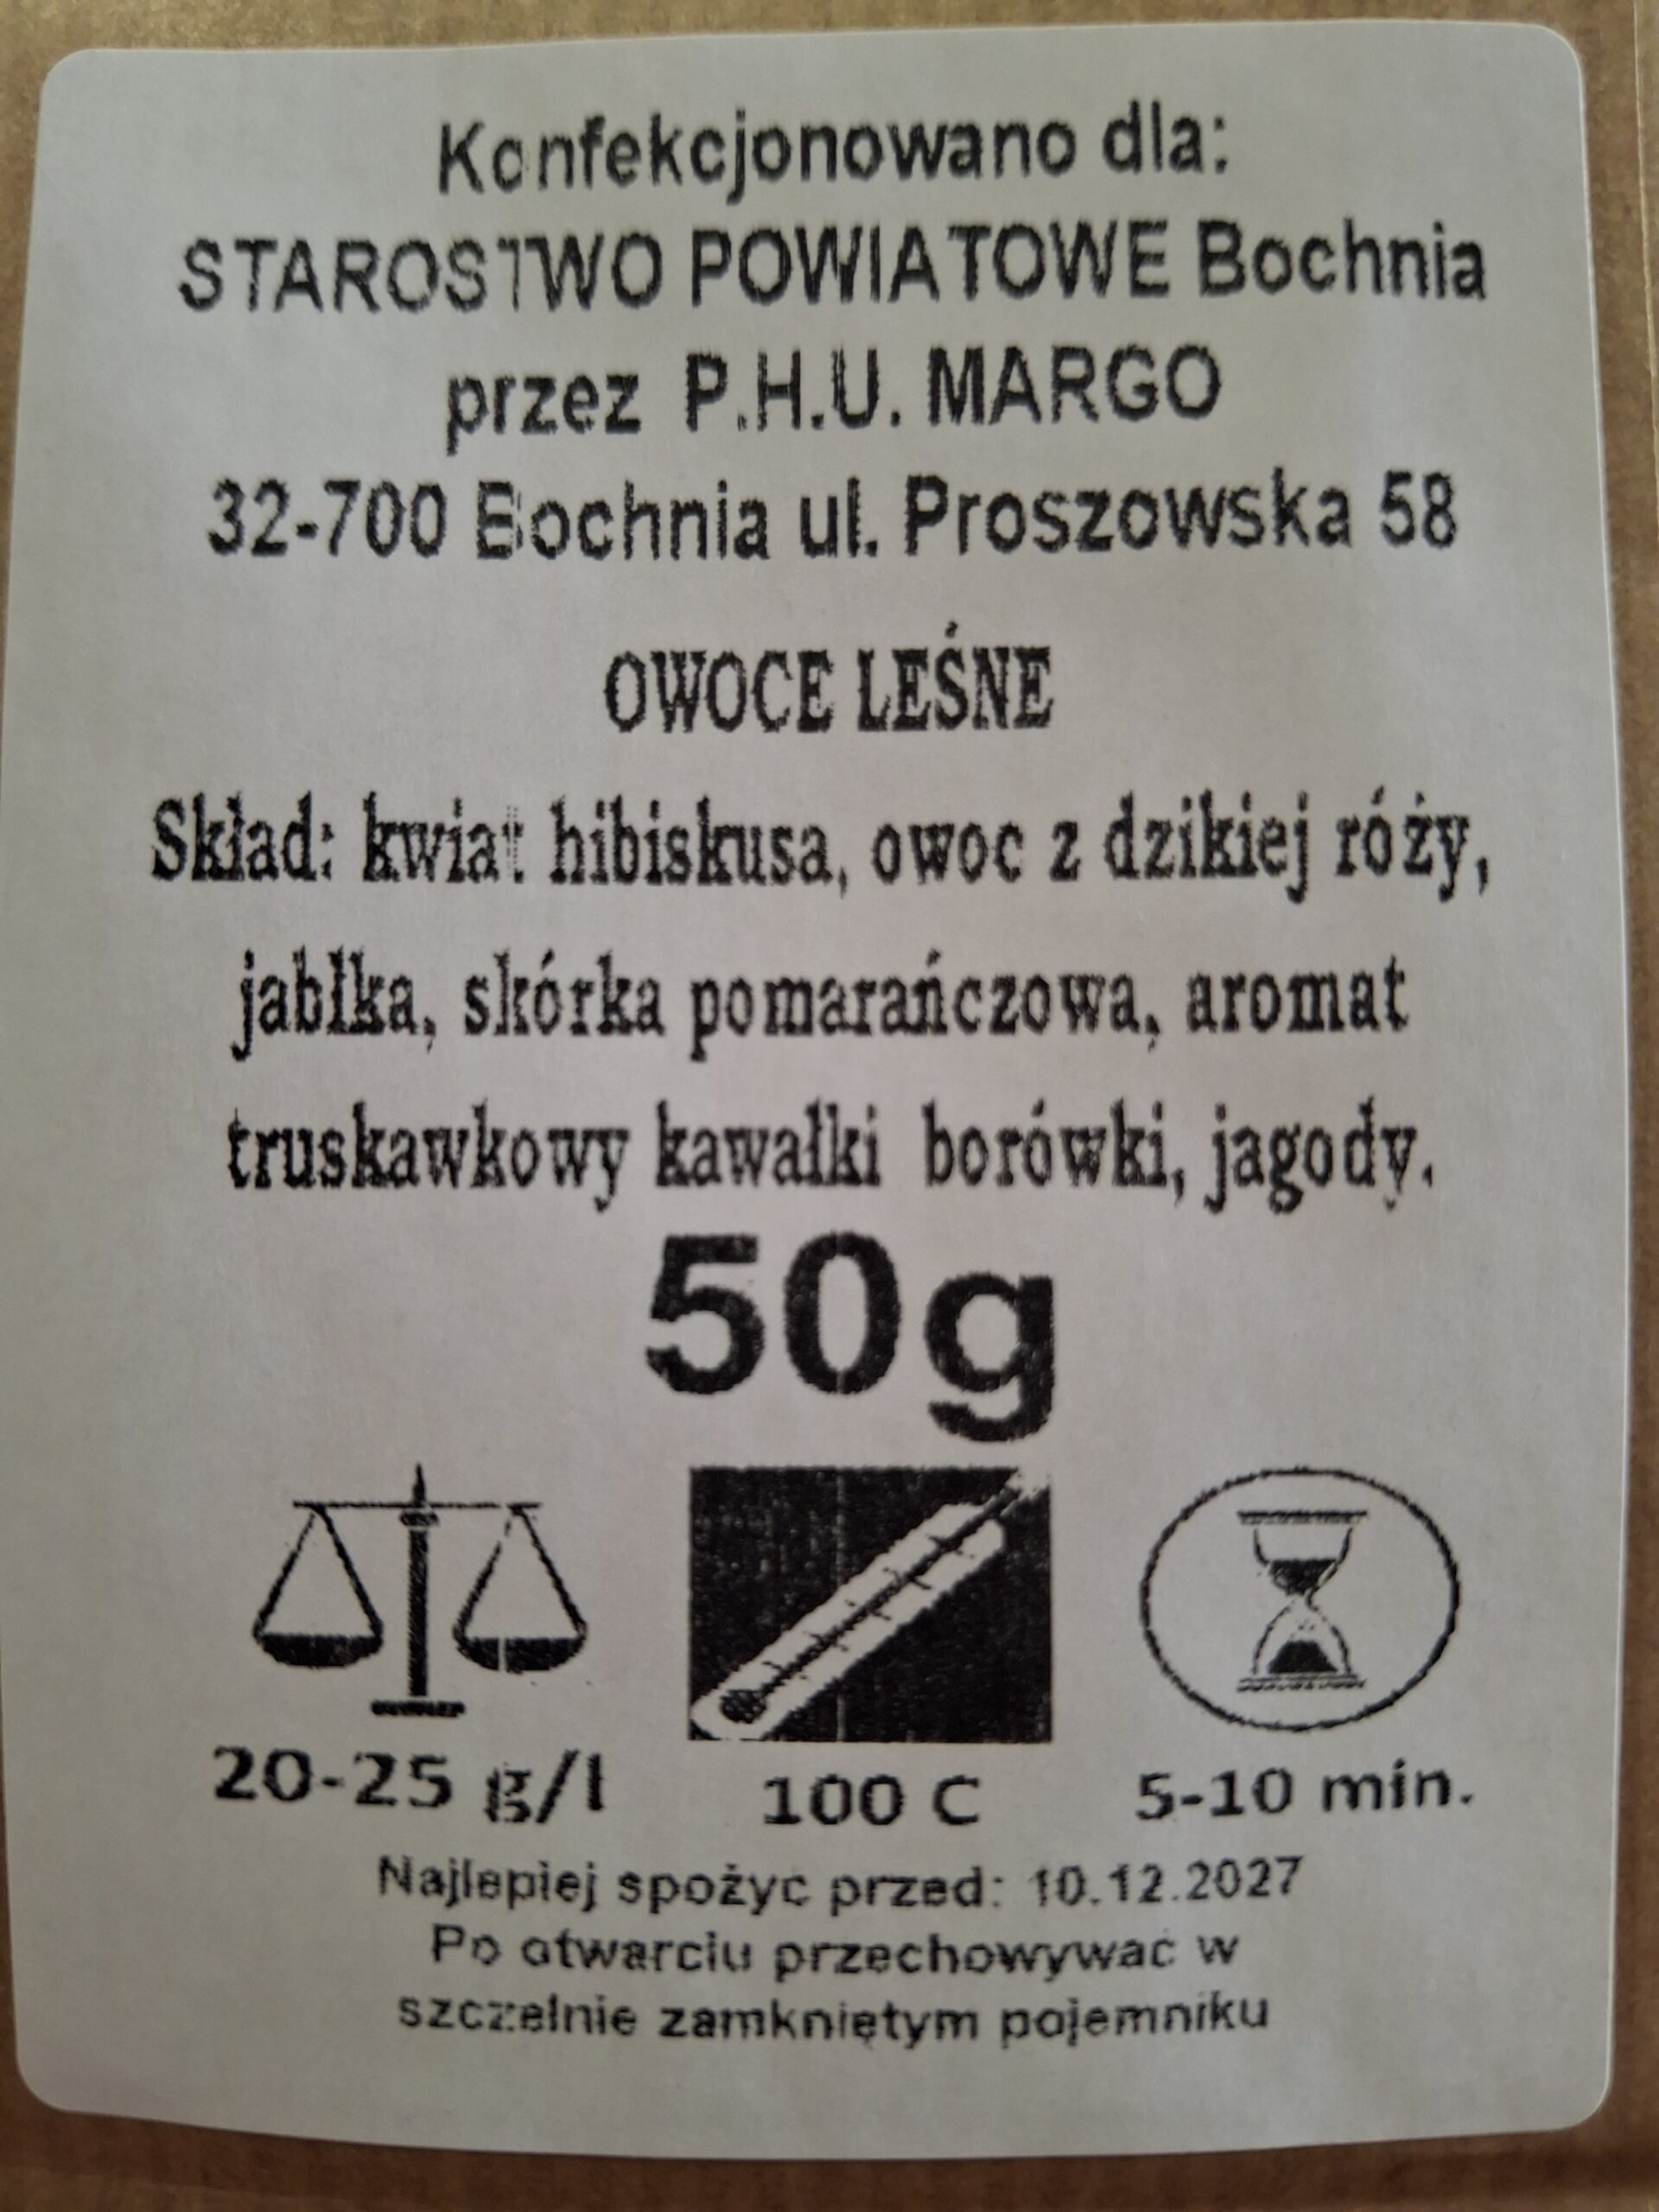 Konfekcjonowano dla:
STAROSTWO POWIATOWE Bochnia
przez P.H.U. MARGO
32-700 Bochnia ul. Proszowska 58
OWOCE LEŚNE
Skład: kwiat hibiskusa, owoc z dzikiej róży,
jabłka, skórka pomarańczowa, aromat
truskawkowy kawałki borówki, jagody.
50g
20-25 g/l
100 C
5-10 min.
Najlepiej spożyć przed: 10.12.2027
Po otwarciu przechowywać w
szczelnie zamkniętym pojemniku